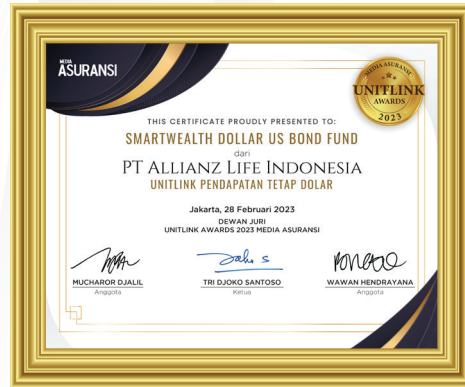 MEDIA
ASURANSI
MEDIA ASURANSI
UNITLINK
AWARDS
2023
THIS CERTIFICATE PROUDLY PRESENTED TO:
SMARTWEALTH DOLLAR US BOND FUND
dari
PT ALLIANZ LIFE INDONESIA
UNITLINK PENDAPATAN TETAP DOLAR
Jakarta, 28 Februari 2023
DEWAN JURI
UNITLINK AWARDS 2023 MEDIA ASURANSI
MUCHAROR DJALIL
Anggota
TRI DJOKO SANTOSO
Ketua
WAWAN HENDRAYANA
Anggota